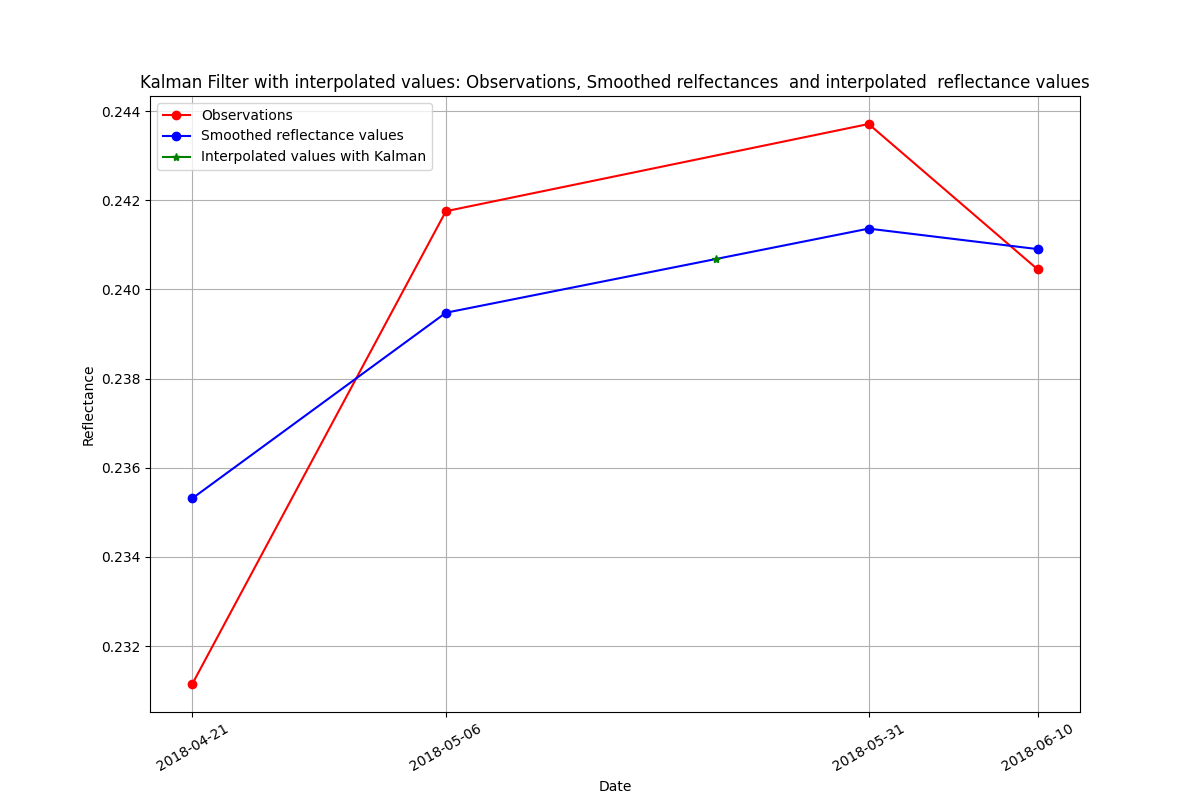 Kalman Filter with interpolated values: Observations, Smoothed relfectances  and interpolated  reflectance values
Observations
Smoothed reflectance values
Interpolated values with Kalman
0.244
0.242
0.240
0.238
0.236
0.234
0.232
Reflectance
2018-04-21
2018-05-06
2018-05-31
2018-06-10
Date